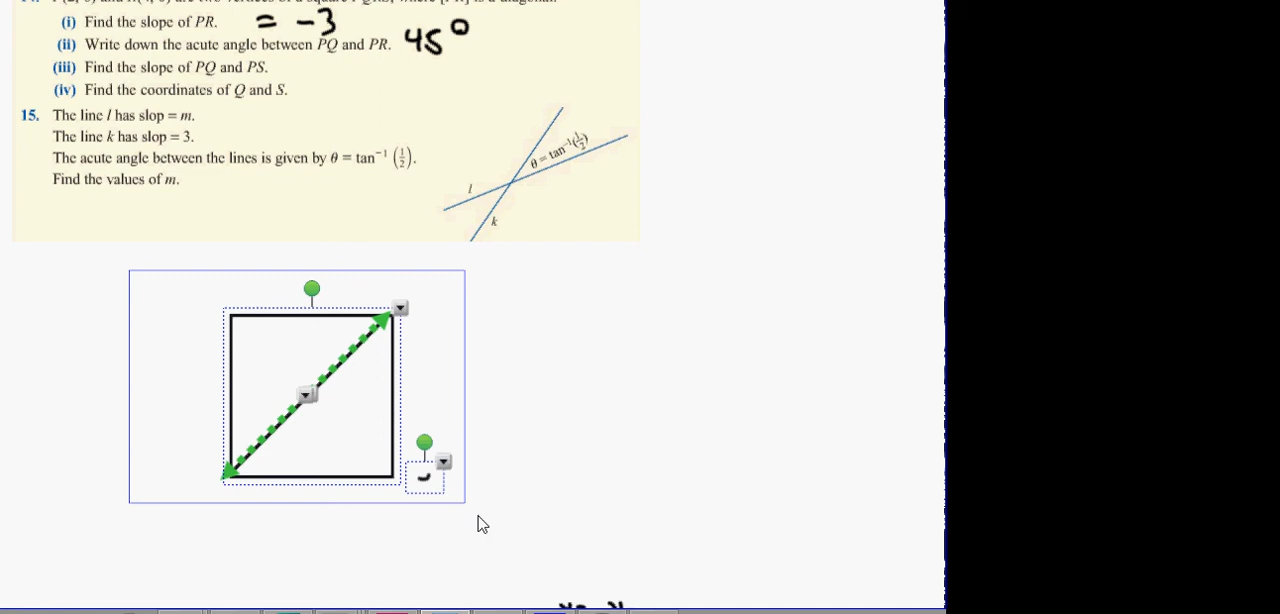 (i) Find the slope of PR. = -3
(ii) Write down the acute angle between PQ and PR. 45°
(iii) Find the slope of PQ and PS.
(iv) Find the coordinates of Q and S.
15. The line l has slop = m.
The line k has slop = 3.
The acute angle between the lines is given by θ = tan⁻¹ (1/2).
Find the values of m.
θ = tan⁻¹(1/2)
l
k